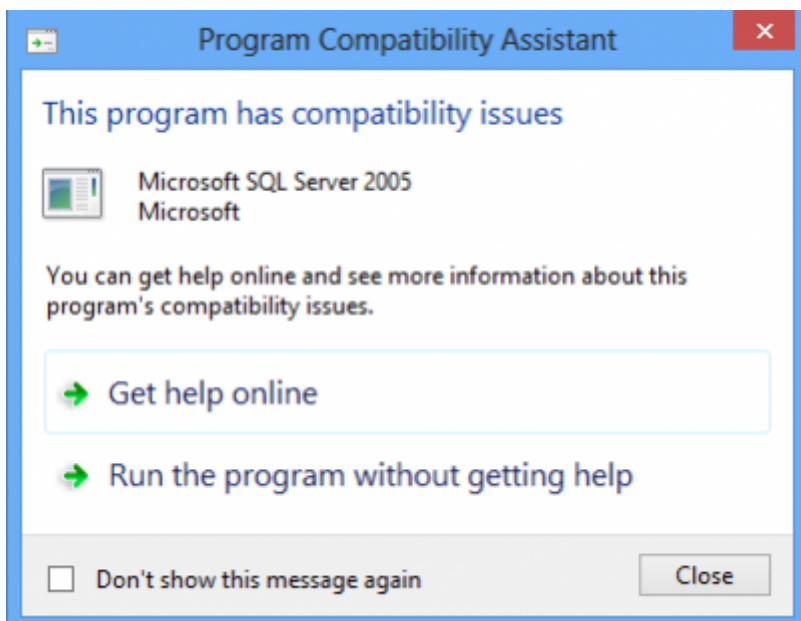 Program Compatibility Assistant
This program has compatibility issues
Microsoft SQL Server 2005
Microsoft
You can get help online and see more information about this
program's compatibility issues.
Get help online
Run the program without getting help
Don't show this message again
Close